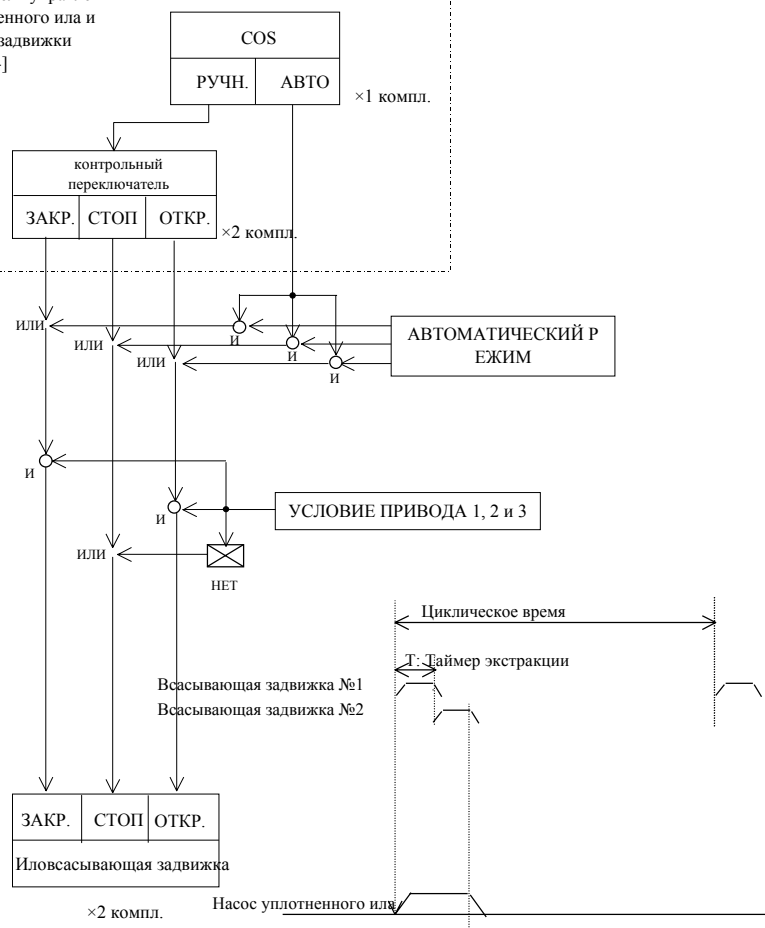 енного ила и
задвижки
COS
РУЧН. АВТО
×1 компл.
контрольный
переключатель
ЗАКР. СТОП ОТКР.
×2 компл.
ИЛИ
ИЛИ
ИЛИ
И
И
И
АВТОМАТИЧЕСКИЙ Р
ЕЖИМ
И
И
УСЛОВИЕ ПРИВОДА 1, 2 и 3
ИЛИ
НЕТ
Циклическое время
Т: Таймер экстракции
Всасывающая задвижка №1
Всасывающая задвижка №2
ЗАКР. СТОП ОТКР.
Иловсасывающая задвижка
×2 компл.
Насос уплотненного ила